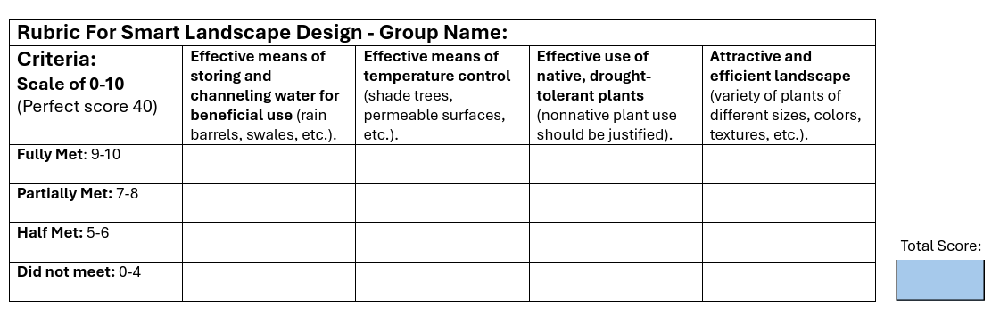 Rubric For Smart Landscape Design - Group Name:
Criteria:
Scale of 0-10
(Perfect score 40)
Effective means of
storing and
channeling water for
beneficial use (rain
barrels, swales, etc.).
Effective means of
temperature control
(shade trees,
permeable surfaces,
etc.).
Effective use of
native, drought-
tolerant plants
(nonnative plant use
should be justified).
Attractive and
efficient landscape
(variety of plants of
different sizes, colors,
textures, etc.).
Fully Met: 9-10
Partially Met: 7-8
Half Met: 5-6
Did not meet: 0-4
Total Score: